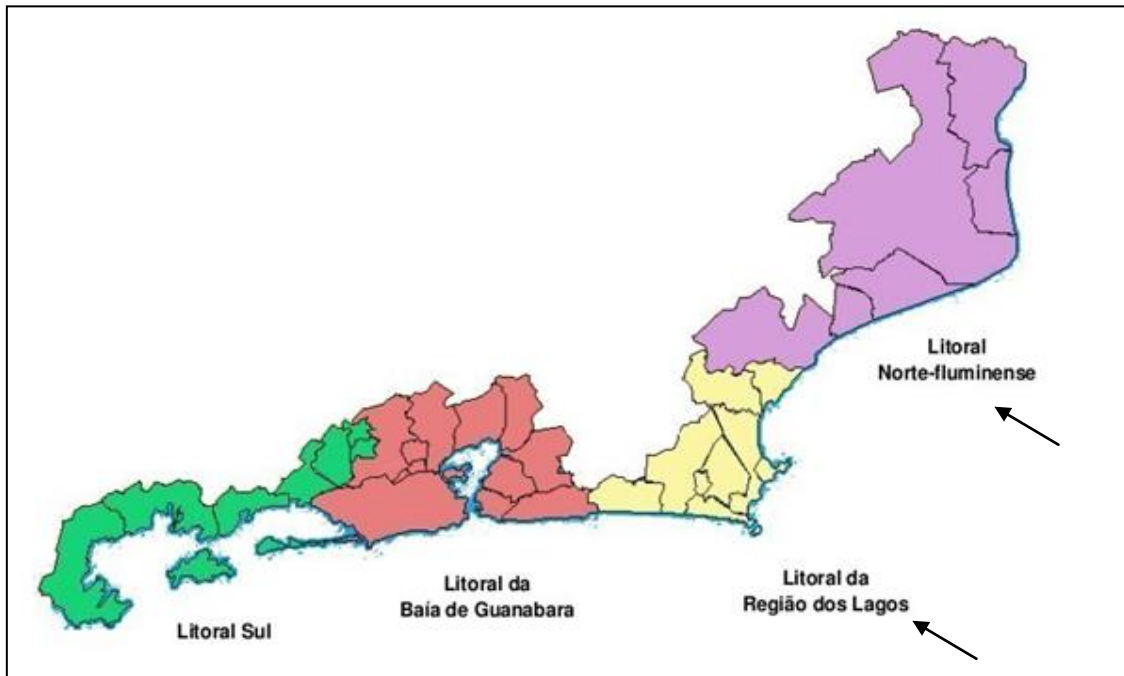 Litoral
Norte-fluminense
Litoral da
Região dos Lagos
Litoral da
Baía de Guanabara
Litoral Sul